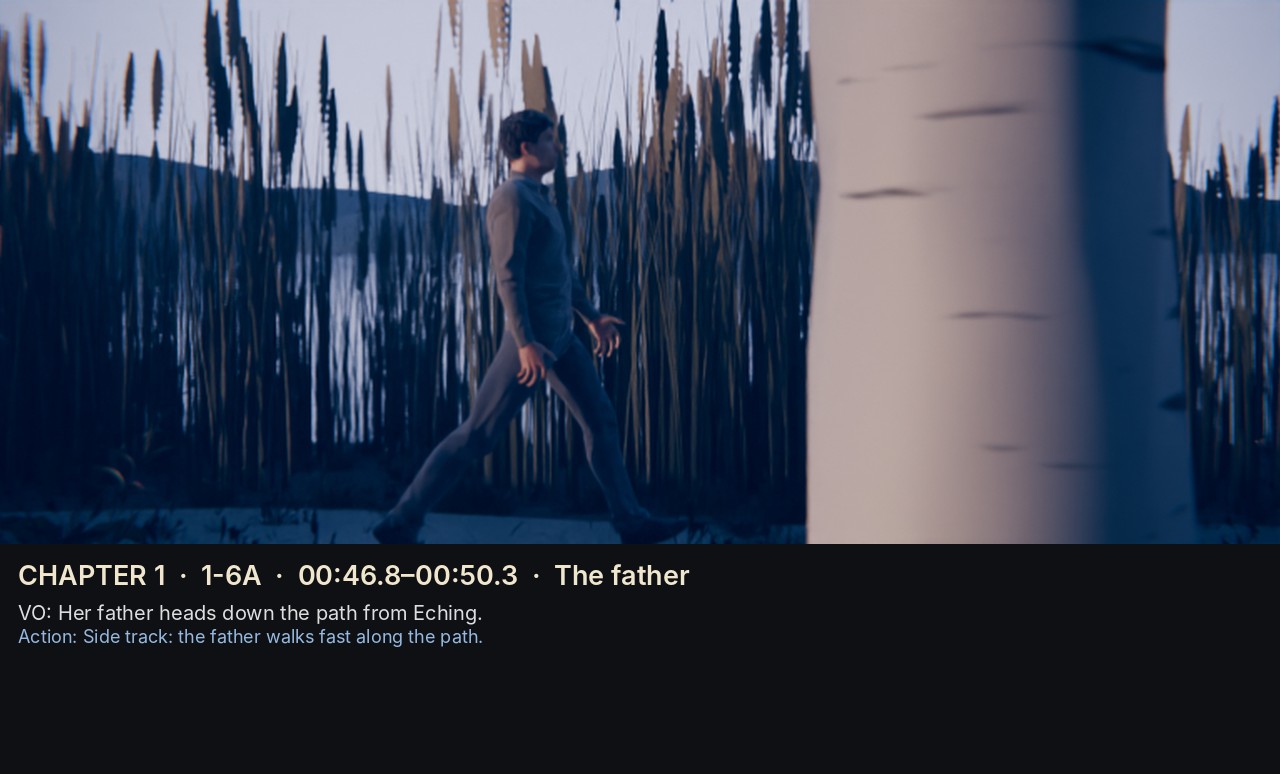 CHAPTER 1 · 1-6A · 00:46.8–00:50.3 · The father
VO: Her father heads down the path from Eching.
Action: Side track: the father walks fast along the path.